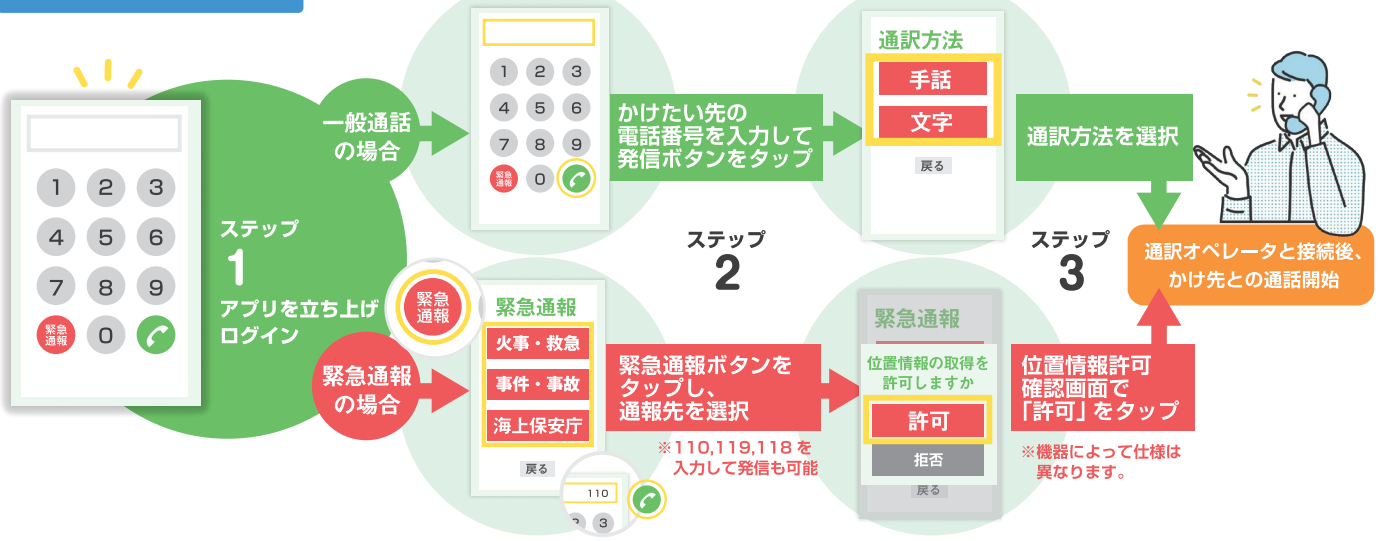 1 2 3
4 5 6
7 8 9
緊急
通報
0
ステップ
1
アプリを立ち上げ
ログイン
一般通話
の場合
1 2 3
4 5 6
7 8 9
緊急
通報
0
かけたい先の
電話番号を入力して
発信ボタンをタップ
通訳方法
手話
文字
戻る
通訳方法を選択
ステップ
2
ステップ
3
緊急通報
の場合
緊急
通報
緊急通報
火事・救急
事件・事故
海上保安庁
戻る
110
2 3
緊急通報ボタンを
タップし、
通報先を選択
※110,119,118 を
入力して発信も可能
緊急通報
位置情報の取得を
許可しますか
許可
拒否
戻る
位置情報許可
確認画面で
「許可」をタップ
※機器によって仕様は
異なります。
通訳オペレータと接続後、
かけ先との通話開始